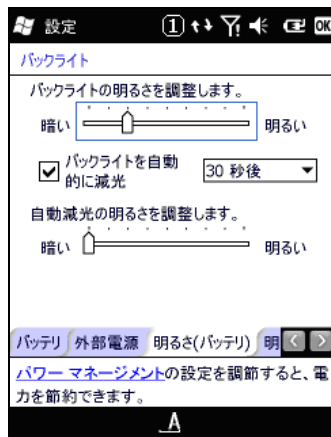 設定 1 OK
バックライト
バックライトの明るさを調整します。
暗い 明るい
バックライトを自動
的に減光 30 秒後
自動減光の明るさを調整します。
暗い 明るい
バッテリ 外部電源 明るさ(バッテリ) 明
パワー マネージメントの設定を調節すると、電
力を節約できます。
A